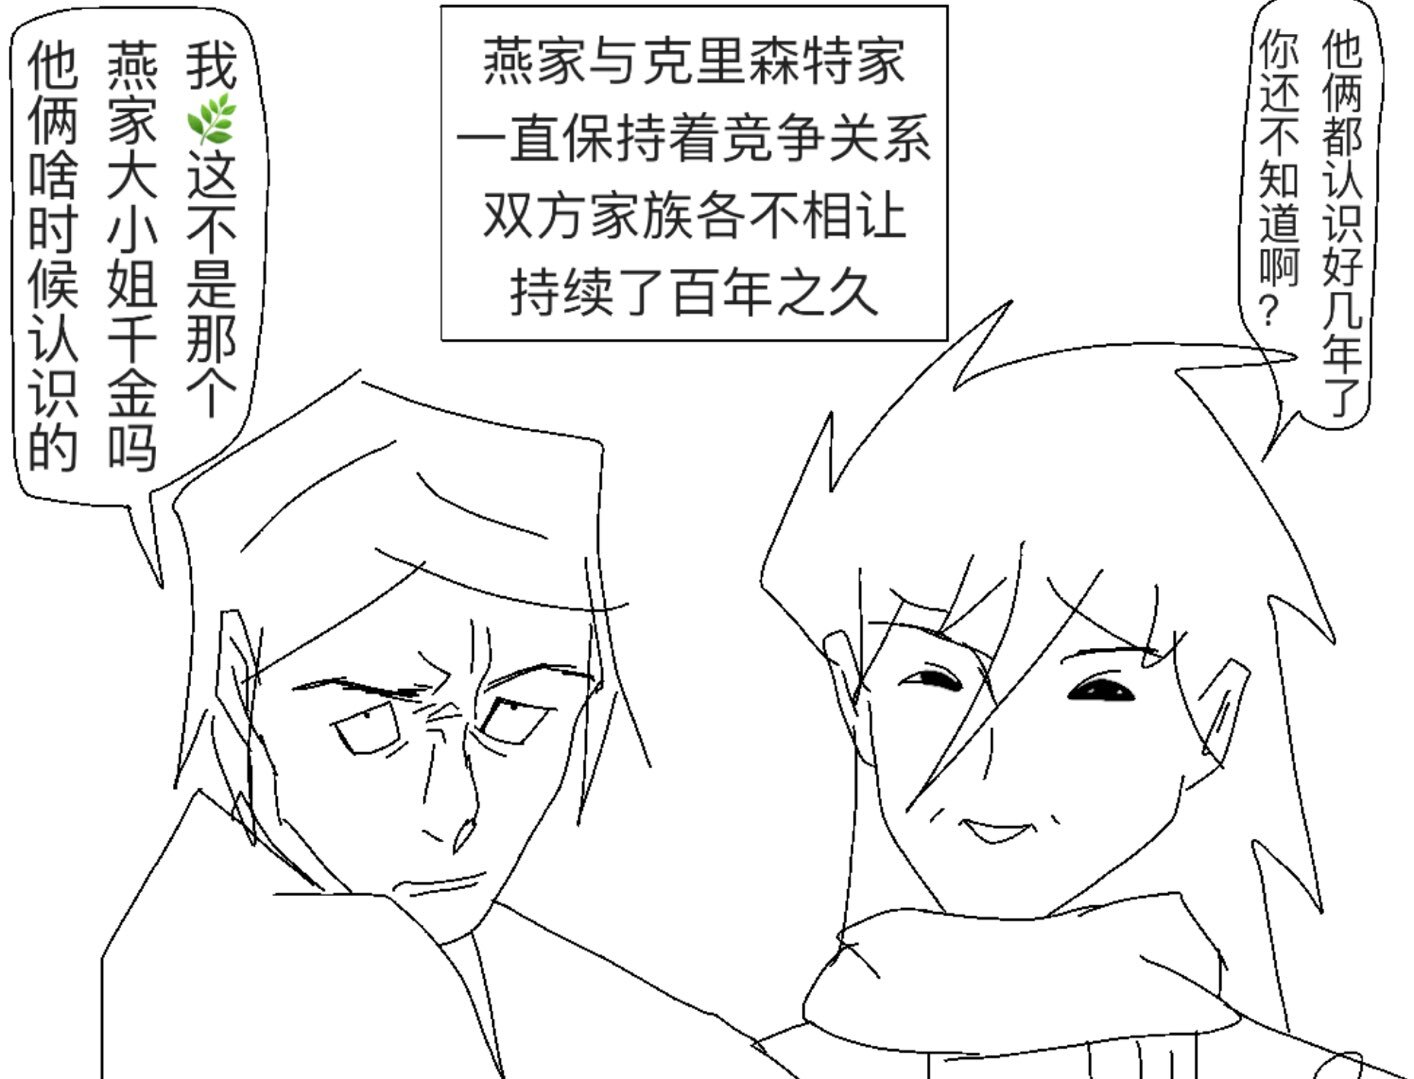 我🌿这不是那个
燕家大小姐千金吗
他俩啥时候认识的
燕家与克里森特家
一直保持着竞争关系
双方家族各不相让
持续了百年之久
他俩都认识好几年了
你还不知道啊?